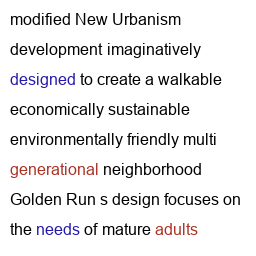 modified New Urbanism
development imaginatively
designed to create a walkable
economically sustainable
environmentally friendly multi
generational neighborhood
Golden Run s design focuses on
the needs of mature adults